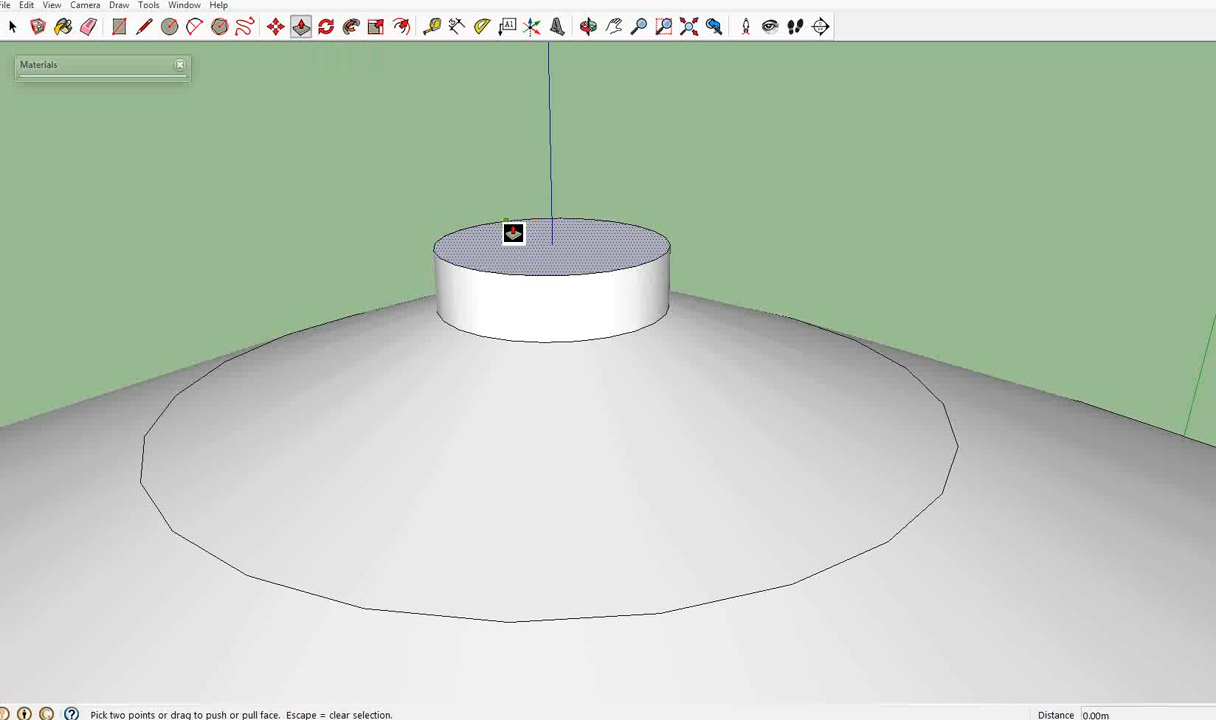 File Edit View Camera Draw Tools Window Help
A1
Materials
Pick two points or drag to push or pull face. Escape = clear selection. Distance 0.00m